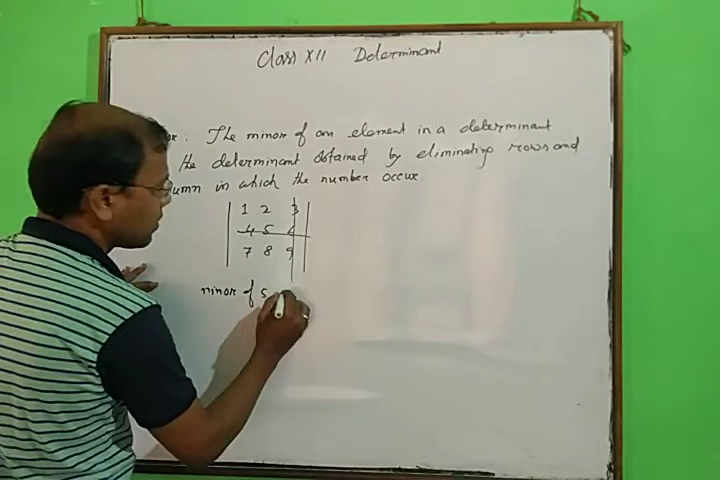 Class XII Determinant
The minor of an element in a determinant
the determinant obtained by eliminating rows and
in which the number occur.
1 2 3
4 5 6
7 8 9
minor of 5